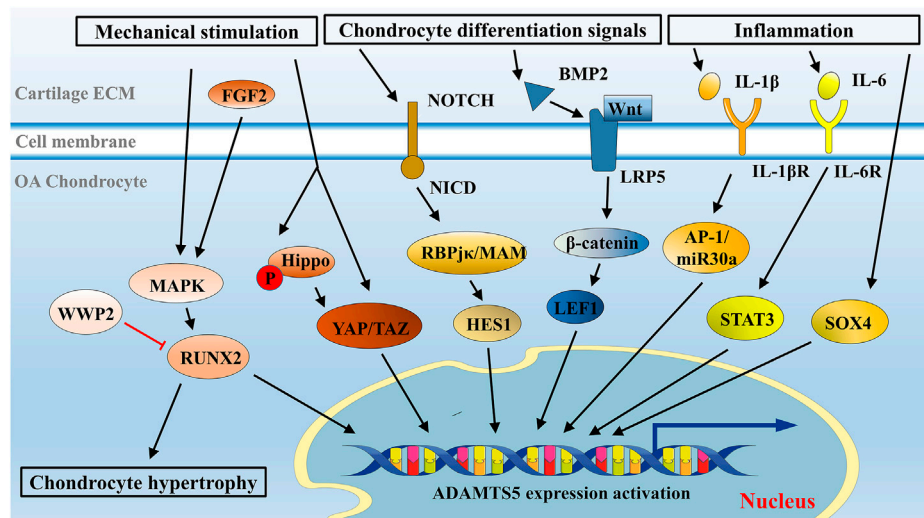 Mechanical stimulation
Chondrocyte differentiation signals
Inflammation
Cartilage ECM
FGF2
NOTCH
BMP2
Wnt
IL-1β
IL-6
Cell membrane
OA Chondrocyte
NICD
LRP5
IL-1βR
IL-6R
Hippo
P
RBPjκ/MAM
β-catenin
AP-1/
miR30a
MAPK
WWP2
YAP/TAZ
HES1
LEF1
STAT3
SOX4
RUNX2
Chondrocyte hypertrophy
ADAMTS5 expression activation
Nucleus